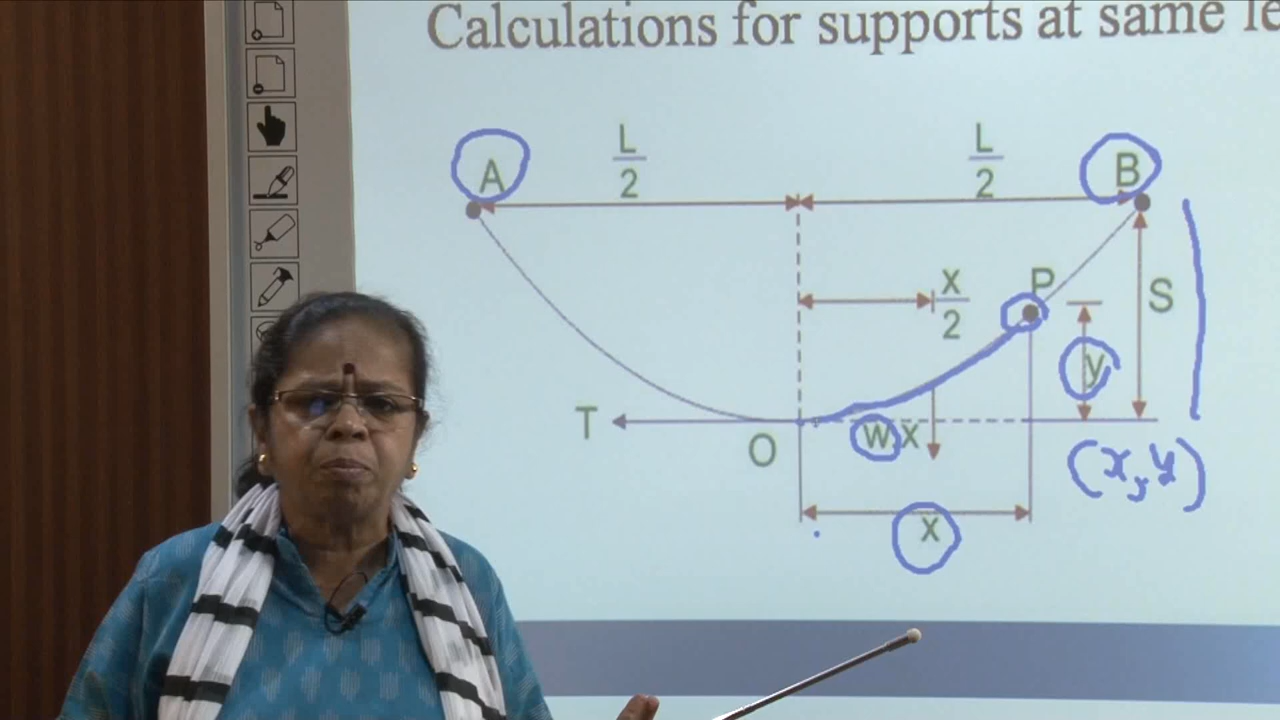 Calculations for supports at same le
L/2 L/2
A B
x/2 P S
y
T O wx
(x, y)
x